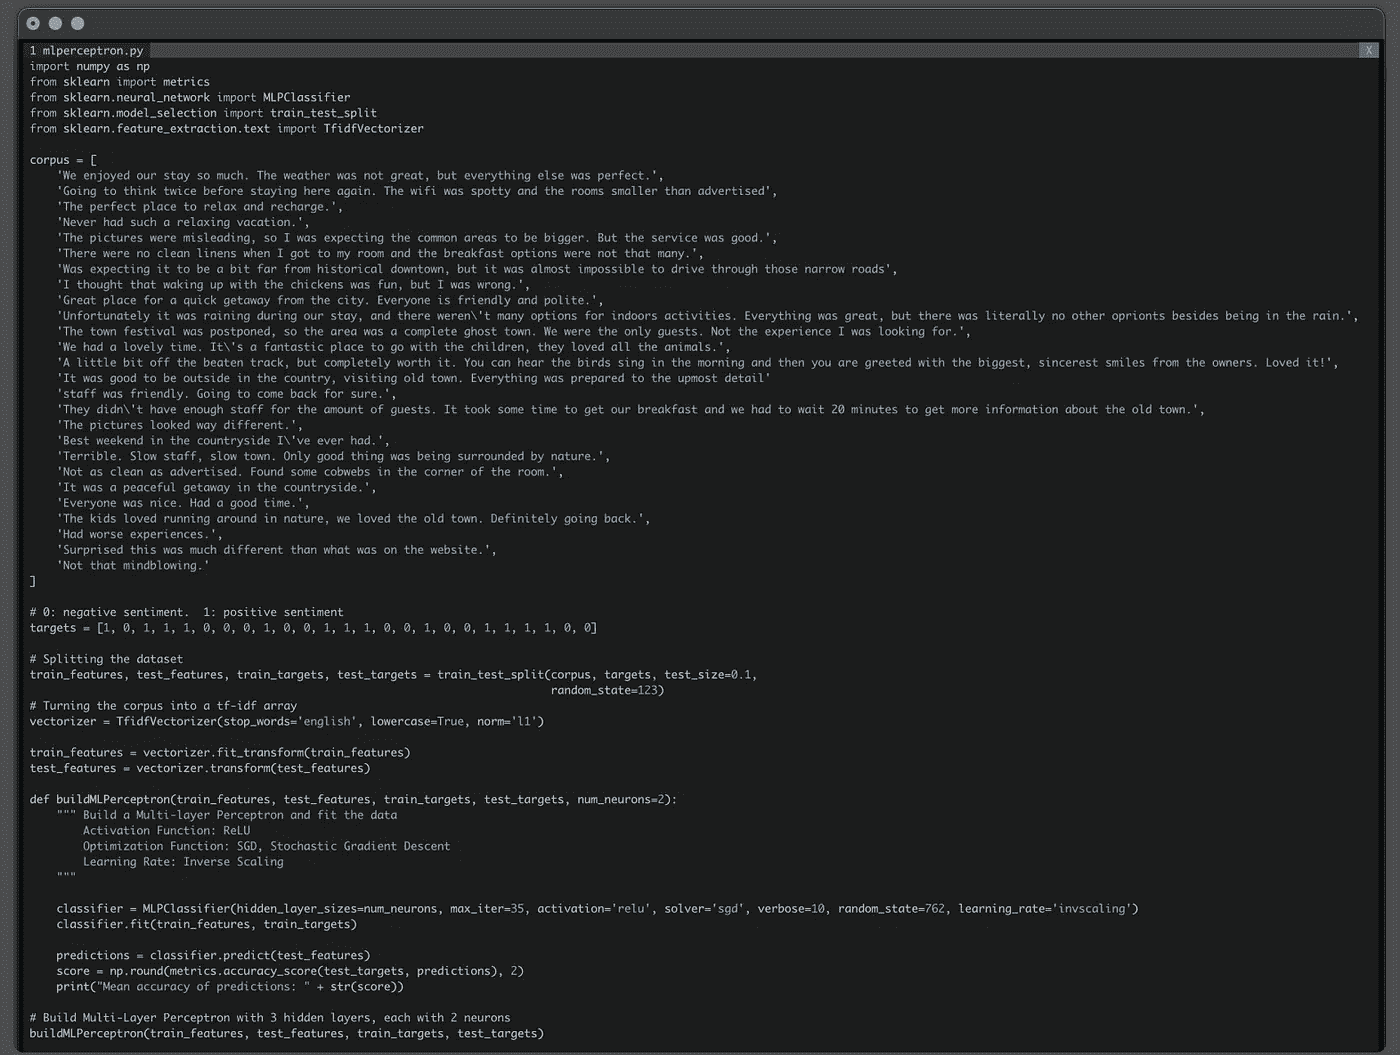 1 mlperceptron.py
X
import numpy as np
from sklearn import metrics
from sklearn.neural_network import MLPClassifier
from sklearn.model_selection import train_test_split
from sklearn.feature_extraction.text import TfidfVectorizer

corpus = [
    'We enjoyed our stay so much. The weather was not great, but everything else was perfect.',
    'Going to think twice before staying here again. The wifi was spotty and the rooms smaller than advertised',
    'The perfect place to relax and recharge.',
    'Never had such a relaxing vacation.',
    'The pictures were misleading, so I was expecting the common areas to be bigger. But the service was good.',
    'There were no clean linens when I got to my room and the breakfast options were not that many.',
    'Was expecting it to be a bit far from historical downtown, but it was almost impossible to drive through those narrow roads',
    'I thought that waking up with the chickens was fun, but I was wrong.',
    'Great place for a quick getaway from the city. Everyone is friendly and polite.',
    'Unfortunately it was raining during our stay, and there weren\'t many options for indoors activities. Everything was great, but there was literally no other oprionts besides being in the rain.',
    'The town festival was postponed, so the area was a complete ghost town. We were the only guests. Not the experience I was looking for.',
    'We had a lovely time. It\'s a fantastic place to go with the children, they loved all the animals.',
    'A little bit off the beaten track, but completely worth it. You can hear the birds sing in the morning and then you are greeted with the biggest, sincerest smiles from the owners. Loved it!',
    'It was good to be outside in the country, visiting old town. Everything was prepared to the upmost detail'
    'staff was friendly. Going to come back for sure.',
    'They didn\'t have enough staff for the amount of guests. It took some time to get our breakfast and we had to wait 20 minutes to get more information about the old town.',
    'The pictures looked way different.',
    'Best weekend in the countryside I\'ve ever had.',
    'Terrible. Slow staff, slow town. Only good thing was being surrounded by nature.',
    'Not as clean as advertised. Found some cobwebs in the corner of the room.',
    'It was a peaceful getaway in the countryside.',
    'Everyone was nice. Had a good time.',
    'The kids loved running around in nature, we loved the old town. Definitely going back.',
    'Had worse experiences.',
    'Surprised this was much different than what was on the website.',
    'Not that mindblowing.'
]

# 0: negative sentiment.  1: positive sentiment
targets = [1, 0, 1, 1, 1, 0, 0, 0, 1, 0, 0, 1, 1, 1, 0, 0, 1, 0, 0, 1, 1, 1, 1, 0, 0]

# Splitting the dataset
train_features, test_features, train_targets, test_targets = train_test_split(corpus, targets, test_size=0.1,
                                                                              random_state=123)
# Turning the corpus into a tf-idf array
vectorizer = TfidfVectorizer(stop_words='english', lowercase=True, norm='l1')

train_features = vectorizer.fit_transform(train_features)
test_features = vectorizer.transform(test_features)

def buildMLPerceptron(train_features, test_features, train_targets, test_targets, num_neurons=2):
    """ Build a Multi-layer Perceptron and fit the data
        Activation Function: ReLU
        Optimization Function: SGD, Stochastic Gradient Descent
        Learning Rate: Inverse Scaling
    """

    classifier = MLPClassifier(hidden_layer_sizes=num_neurons, max_iter=35, activation='relu', solver='sgd', verbose=10, random_state=762, learning_rate='invscaling')
    classifier.fit(train_features, train_targets)

    predictions = classifier.predict(test_features)
    score = np.round(metrics.accuracy_score(test_targets, predictions), 2)
    print("Mean accuracy of predictions: " + str(score))

# Build Multi-Layer Perceptron with 3 hidden layers, each with 2 neurons
buildMLPerceptron(train_features, test_features, train_targets, test_targets)